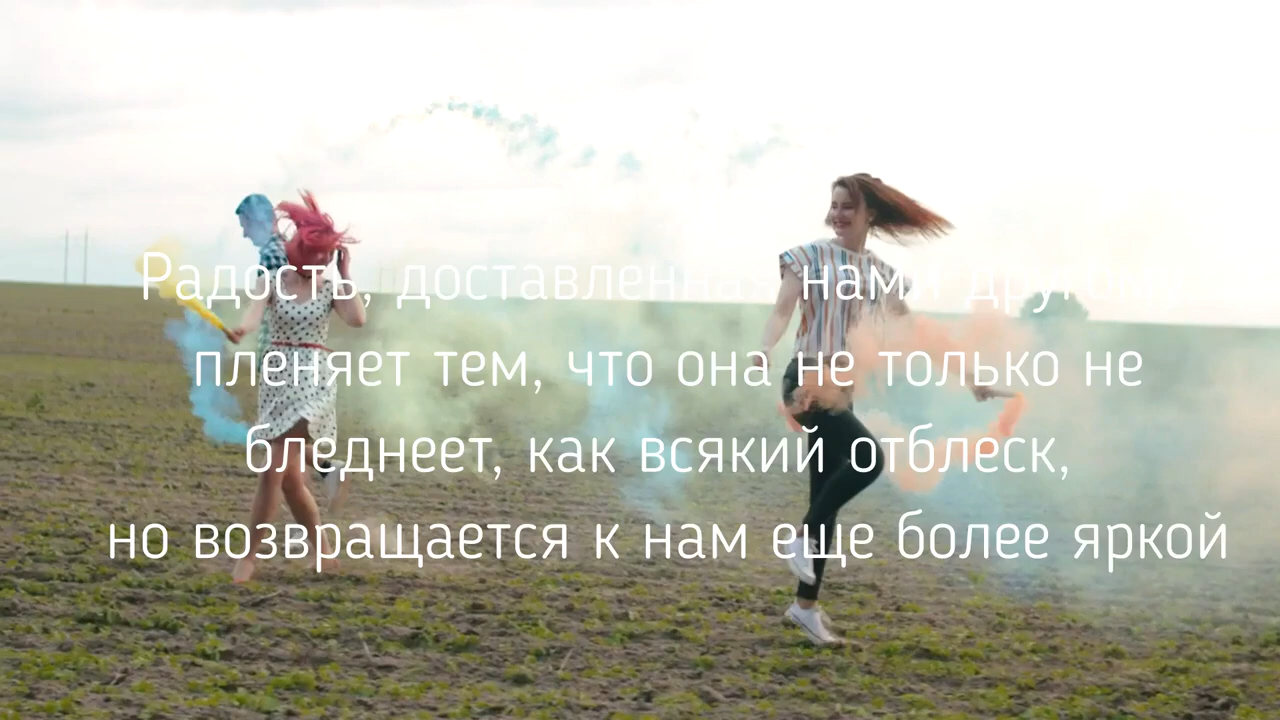 Радость, доставленная нами
пленяет тем, что она не только не
бледнеет, как всякий отблеск,
но возвращается к нам еще более яркой